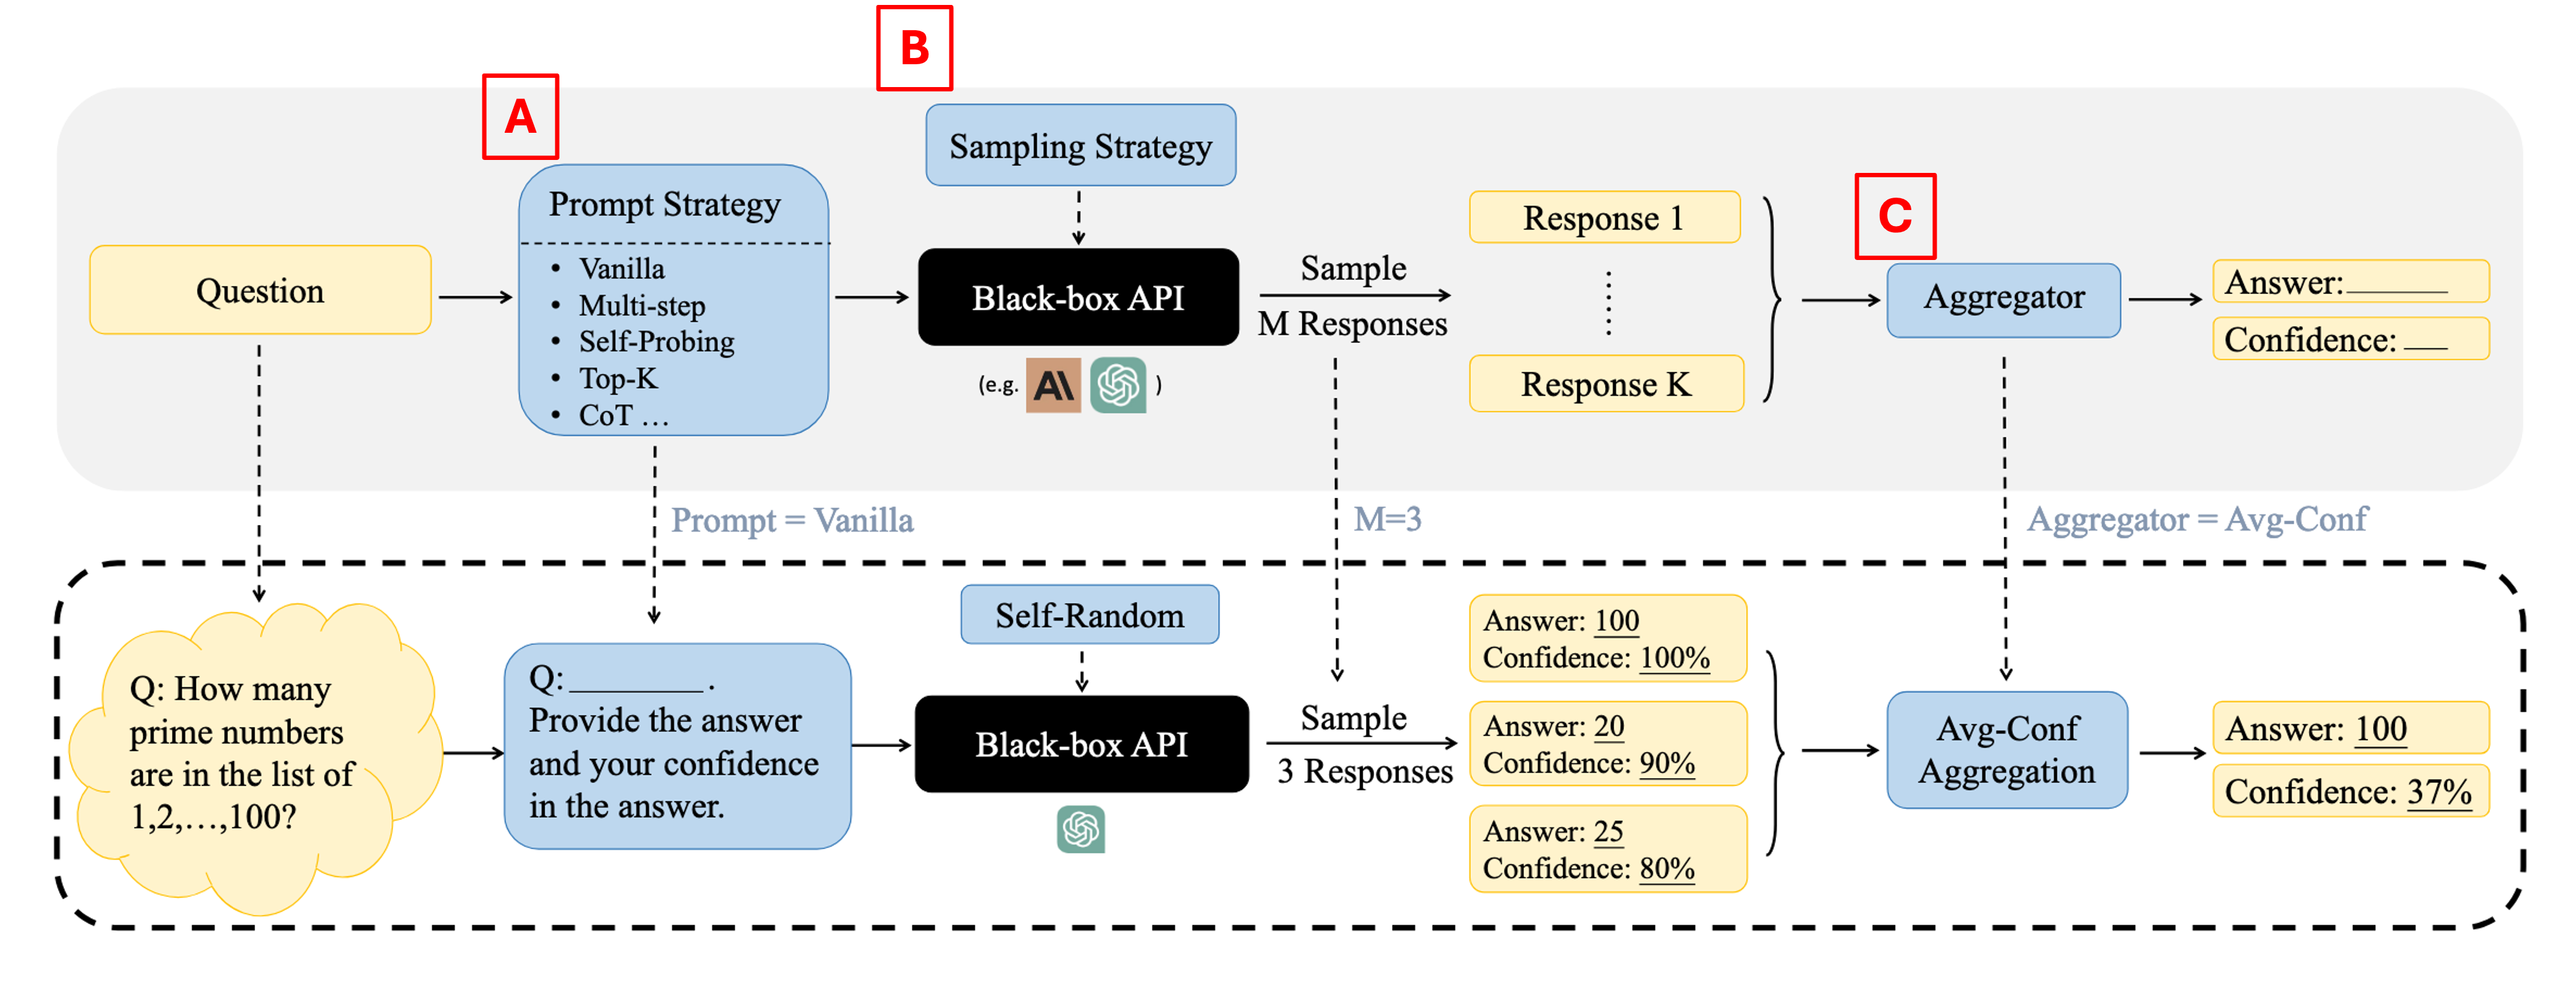 A
B
C
Question
Prompt Strategy
• Vanilla
• Multi-step
• Self-Probing
• Top-K
• CoT …
Sampling Strategy
Black-box API
(e.g. A\ )
Sample
M Responses
Response 1
Response K
Aggregator
Answer:______
Confidence: ___
Prompt = Vanilla
M=3
Aggregator = Avg-Conf
Q: How many
prime numbers
are in the list of
1,2,…,100?
Q:________ .
Provide the answer
and your confidence
in the answer.
Self-Random
Black-box API
Sample
3 Responses
Answer: 100
Confidence: 100%
Answer: 20
Confidence: 90%
Answer: 25
Confidence: 80%
Avg-Conf
Aggregation
Answer: 100
Confidence: 37%